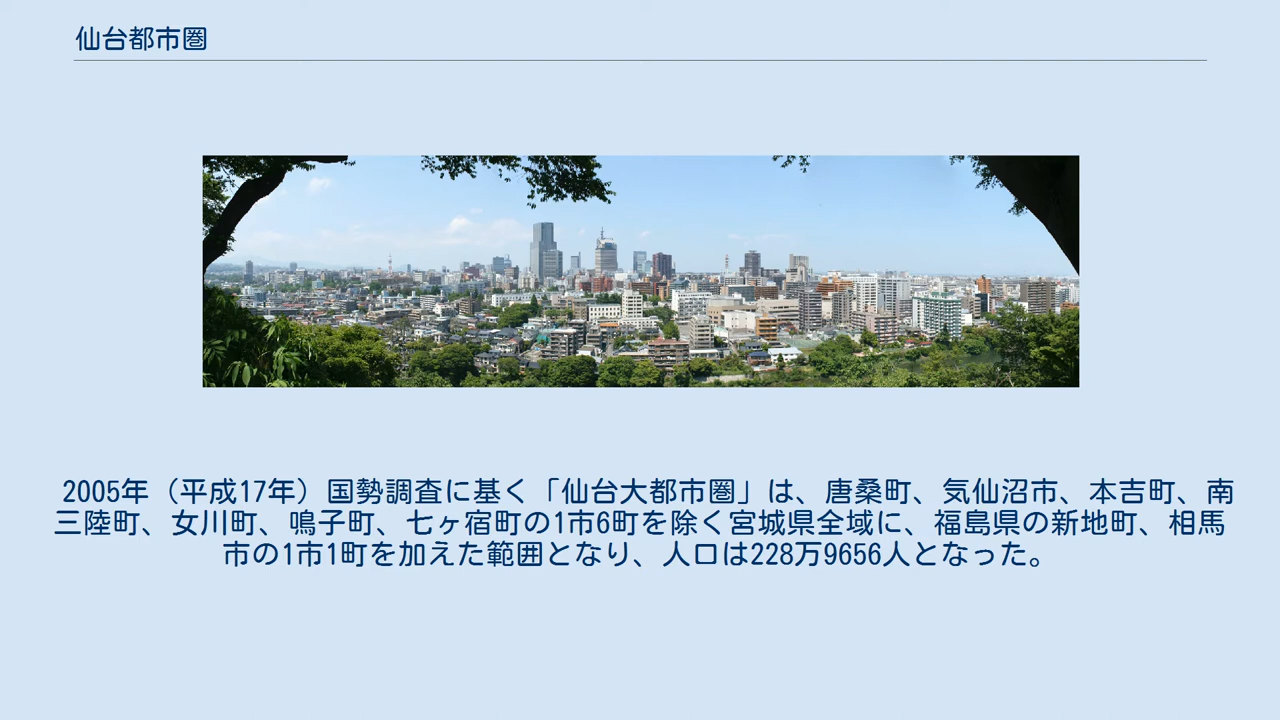 仙台都市圏
2005年（平成17年）国勢調査に基く「仙台大都市圏」は、唐桑町、気仙沼市、本吉町、南
三陸町、女川町、鳴子町、七ヶ宿町の1市6町を除く宮城県全域に、福島県の新地町、相馬
市の1市1町を加えた範囲となり、人口は228万9656人となった。